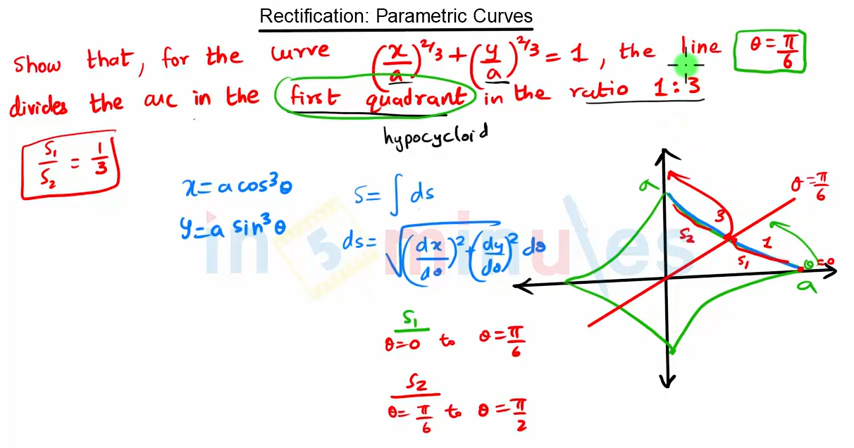 Rectification: Parametric Curves
Show that, for the curve (x/a)^2/3 + (y/a)^2/3 = 1, the line θ = π/6
divides the arc in the first quadrant in the ratio 1:3
hypocycloid
S₁/S₂ = 1/3
x = a cos³θ
y = a sin³θ
S = ∫ ds
ds = √((dx/dθ)² + (dy/dθ)²) dθ
S₁
θ=0 to θ = π/6
S₂
θ = π/6 to θ = π/2
a
θ = π/6
3
S₂
1
S₁
θ=0
a
in 5 minutes